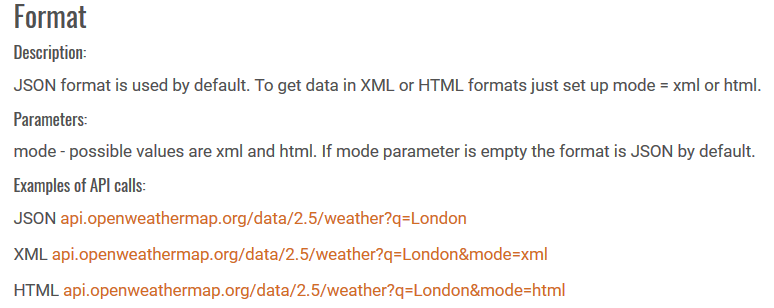 Format
Description:
JSON format is used by default. To get data in XML or HTML formats just set up mode = xml or html.
Parameters:
mode - possible values are xml and html. If mode parameter is empty the format is JSON by default.
Examples of API calls:
JSON api.openweathermap.org/data/2.5/weather?q=London
XML api.openweathermap.org/data/2.5/weather?q=London&mode=xml
HTML api.openweathermap.org/data/2.5/weather?q=London&mode=html